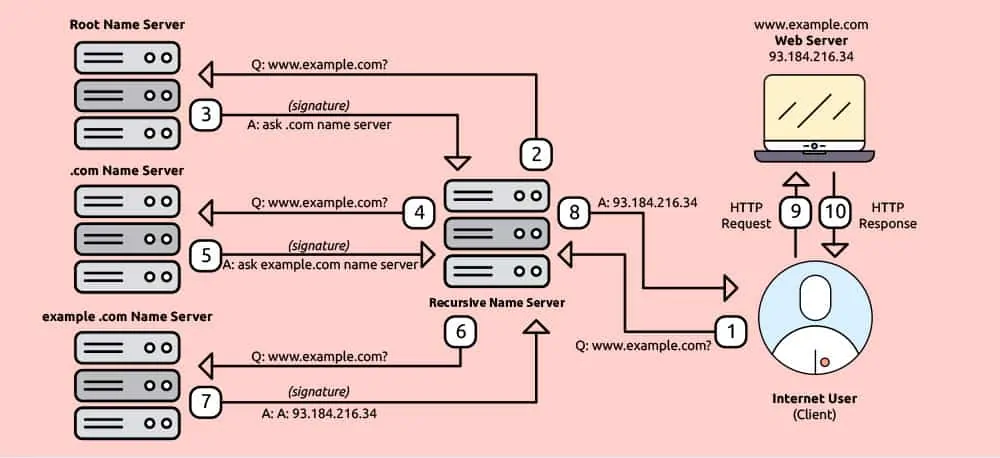 Root Name Server
Q: www.example.com?
3
(signature)
A: ask .com name server
2
.com Name Server
Q: www.example.com?
4
5
(signature)
A: ask example.com name server
Recursive Name Server
example .com Name Server
6
Q: www.example.com?
7
(signature)
A: A: 93.184.216.34
8
A: 93.184.216.34
1
Q: www.example.com?
www.example.com
Web Server
93.184.216.34
HTTP
Request
9
10
HTTP
Response
Internet User
(Client)